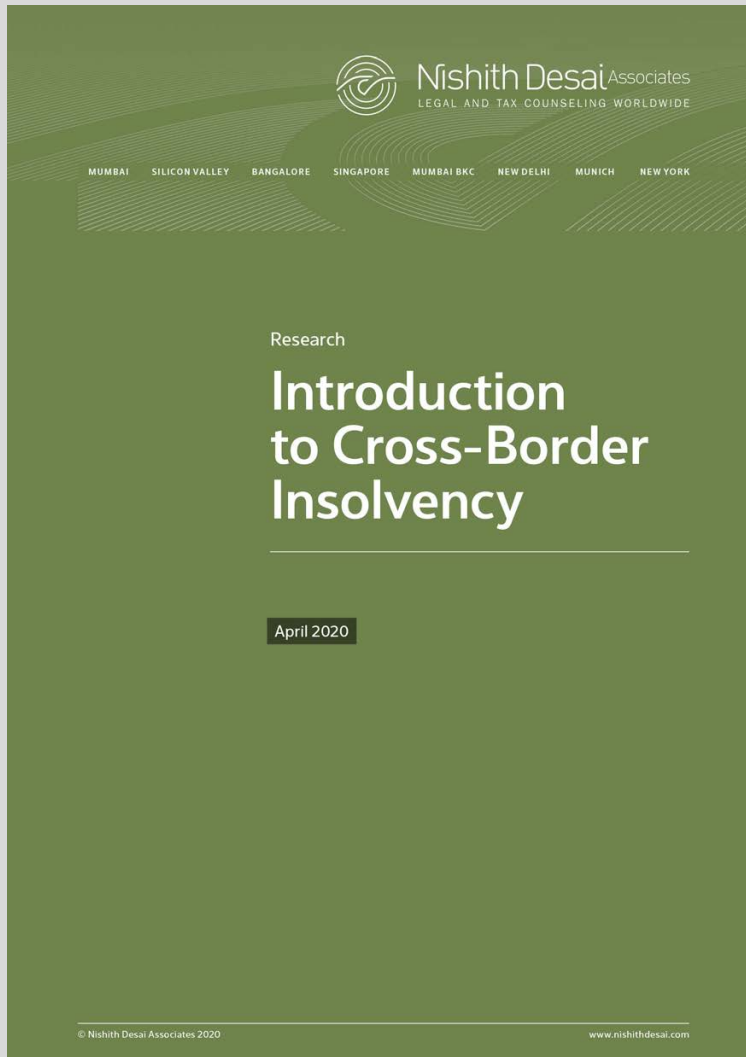 Nishith Desai Associates
LEGAL AND TAX COUNSELING WORLDWIDE
MUMBAI SILICON VALLEY BANGALORE SINGAPORE MUMBAI BKC NEW DELHI MUNICH NEW YORK
Research
Introduction
to Cross-Border
Insolvency
April 2020
© Nishith Desai Associates 2020 www.nishithdesai.com